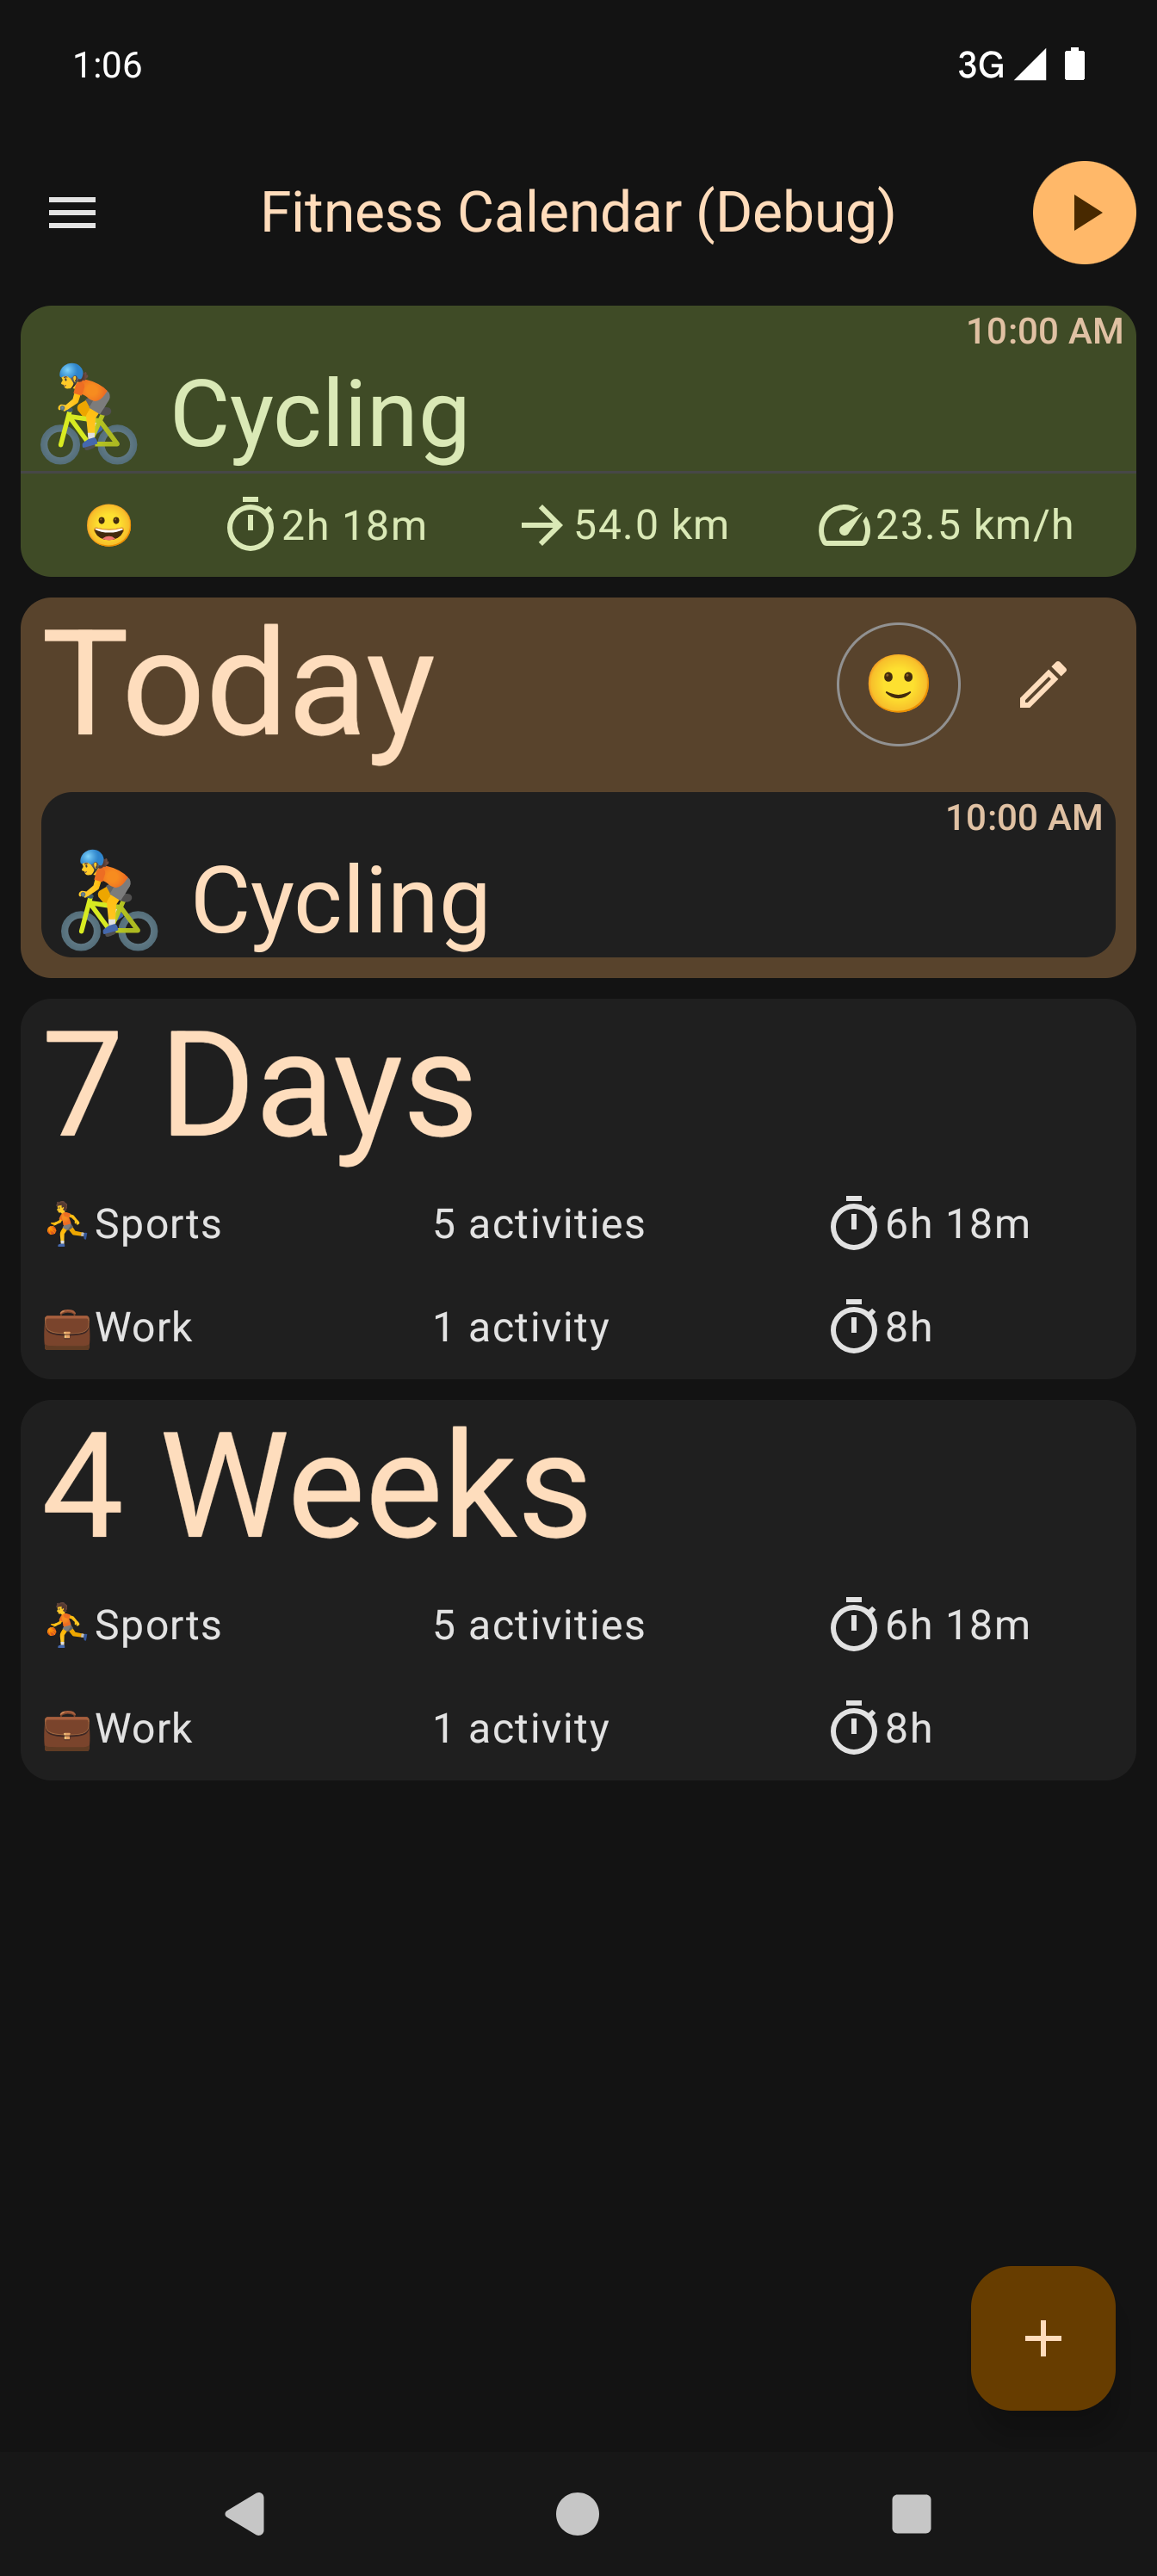 1:06 3G
Fitness Calendar (Debug)
10:00 AM
Cycling
2h 18m 54.0 km 23.5 km/h
Today
10:00 AM
Cycling
7 Days
Sports 5 activities 6h 18m
Work 1 activity 8h
4 Weeks
Sports 5 activities 6h 18m
Work 1 activity 8h